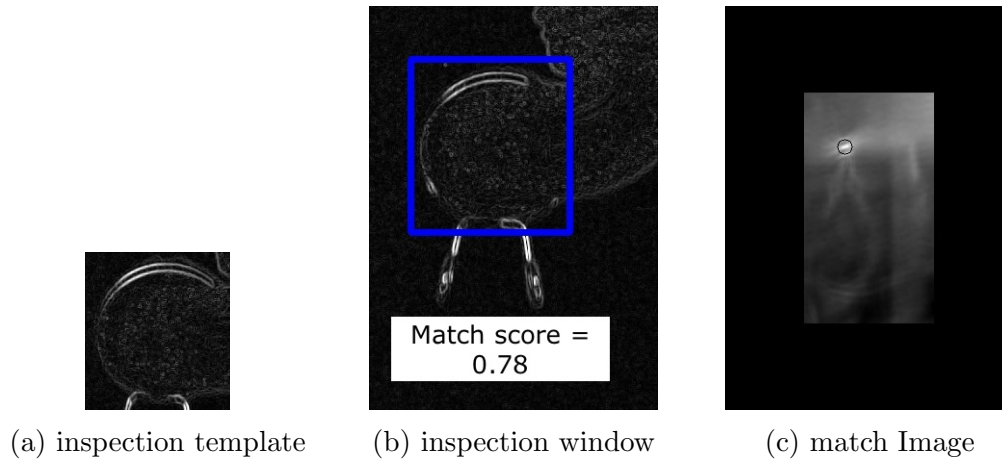 Match score =
0.78
(a) inspection template
(b) inspection window
(c) match Image